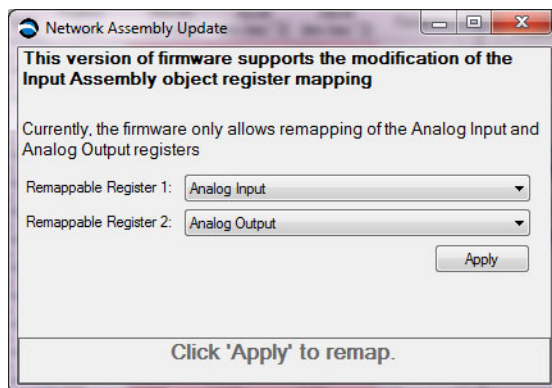 Network Assembly Update
This version of firmware supports the modification of the
Input Assembly object register mapping
Currently, the firmware only allows remapping of the Analog Input and
Analog Output registers
Remappable Register 1: Analog Input
Remappable Register 2: Analog Output
Apply
Click 'Apply' to remap.